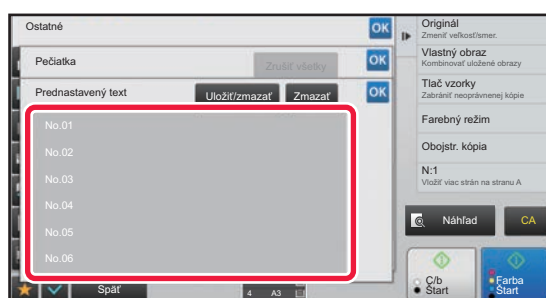 Ostatné
OK
Pečiatka
Zrušiť všetky
OK
Prednastavený text
Uložiť/zmazať
Zmazať
OK
No.01
No.02
No.03
No.04
No.05
No.06
Späť
4
A3
Originál
Zmeniť veľkosť/smer.
Vlastný obraz
Kombinovať uložené obrazy
Tlač vzorky
Zabrániť neoprávnenej kópie
Farebný režim
Obojstr. kópia
N:1
Vložiť viac strán na stranu A
Náhľad
CA
Č/b
Štart
Farba
Štart